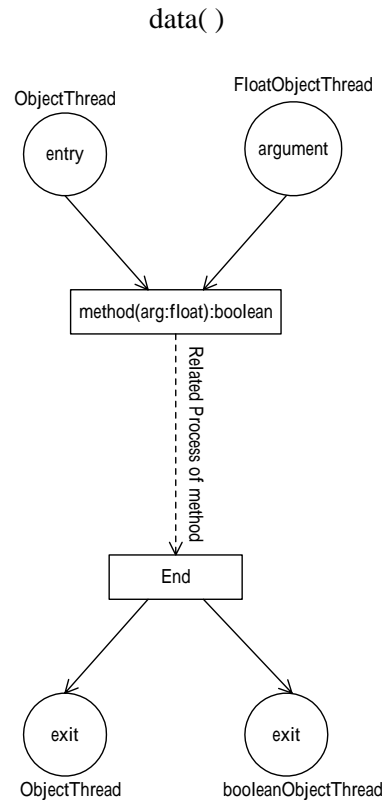 data( )
ObjectThread
FloatObjectThread
entry
argument
method(arg:float):boolean
Related Process of method
End
exit
exit
ObjectThread
booleanObjectThread